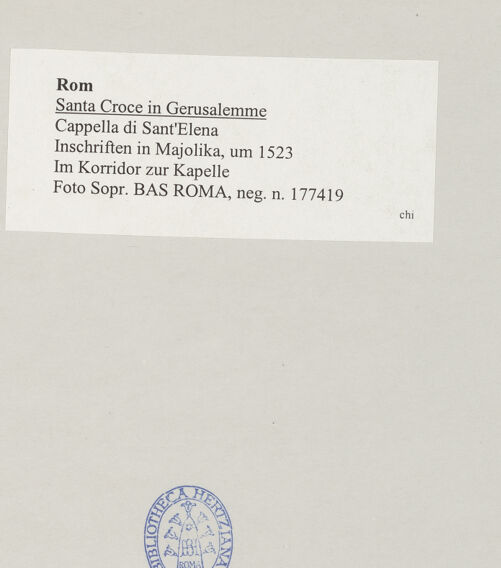 Rom
Santa Croce in Gerusalemme
Cappella di Sant'Elena
Inschriften in Majolika, um 1523
Im Korridor zur Kapelle
Foto Sopr. BAS ROMA, neg. n. 177419
chi
BIBLIOTHECA HERTZIANA
ROMA